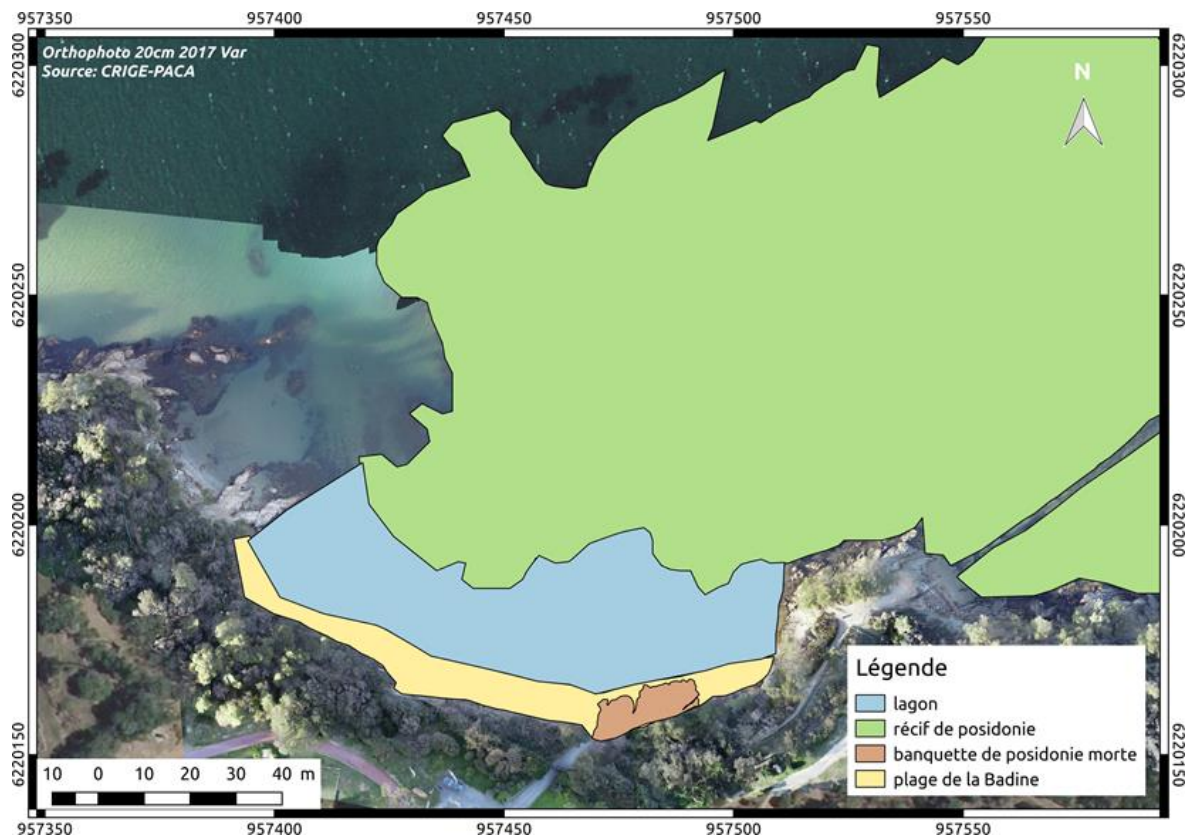 957350 957400 957450 957500 957550
Orthophoto 20cm 2017 Var
Source: CRIGE-PACA
6220300
6220300
N
6220250
6220250
6220200
6220200
Légende
lagon
récif de posidonie
banquette de posidonie morte
plage de la Badine
6220150
6220150
10 0 10 20 30 40 m
957350 957400 957450 957500 957550